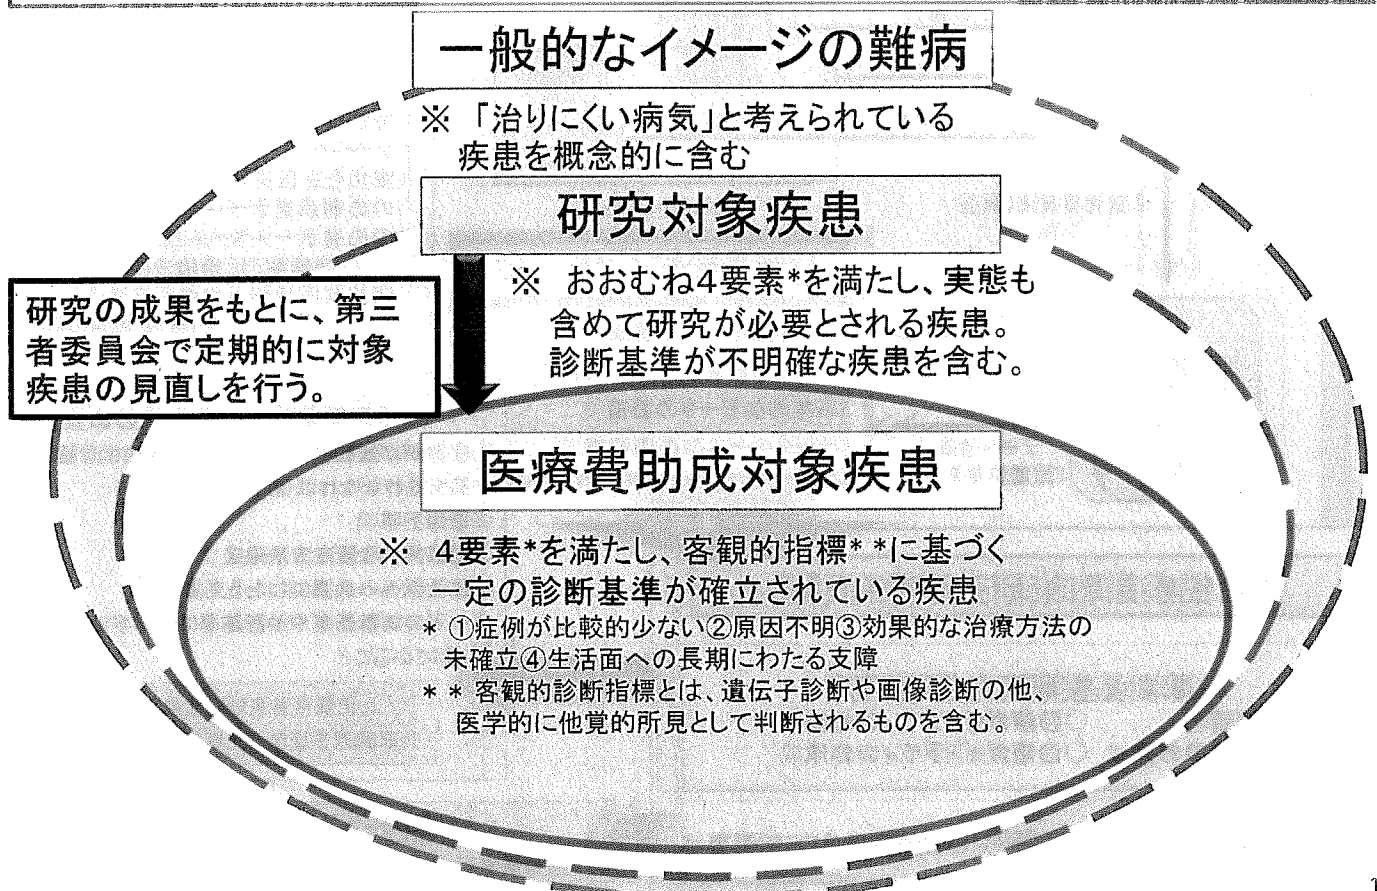 一般的なイメージの難病
※ 「治りにくい病気」と考えられている
疾患を概念的に含む
研究対象疾患
※ おおむね4要素*を満たし、実態も
含めて研究が必要とされる疾患。
診断基準が不明確な疾患を含む。
研究の成果をもとに、第三
者委員会で定期的に対象
疾患の見直しを行う。
医療費助成対象疾患
※ 4要素*を満たし、客観的指標**に基づく
一定の診断基準が確立されている疾患
* ①症例が比較的少ない②原因不明③効果的な治療方法の
未確立④生活面への長期にわたる支障
** 客観的診断指標とは、遺伝子診断や画像診断の他、
医学的に他覚的所見として判断されるものを含む。
1